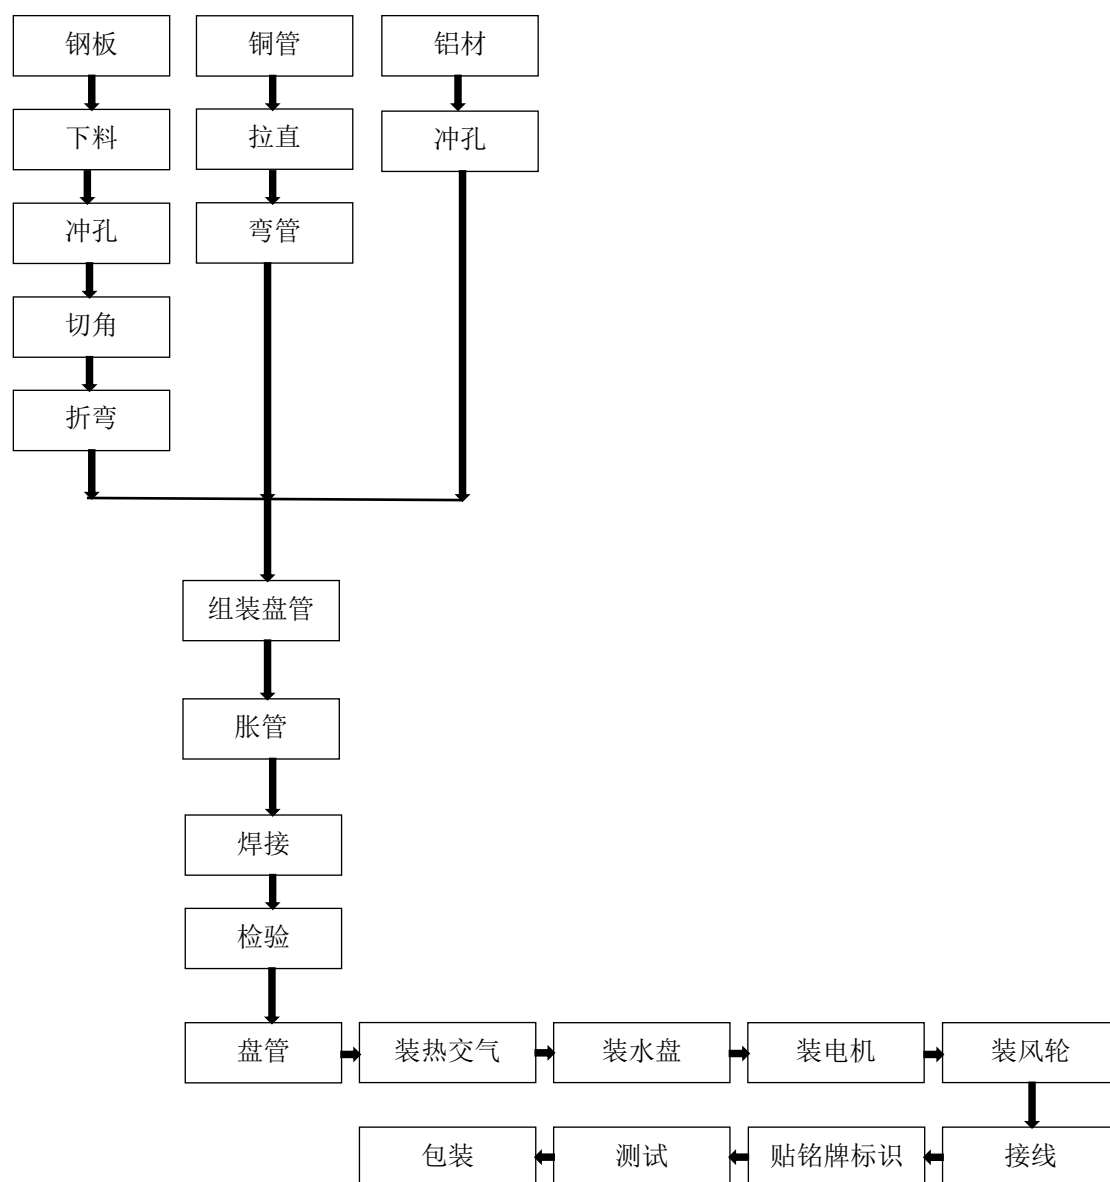 钢板
铜管
铝材
下料
拉直
冲孔
冲孔
弯管
切角
折弯
组装盘管
胀管
焊接
检验
盘管
装热交气
装水盘
装电机
装风轮
包装
测试
贴铭牌标识
接线